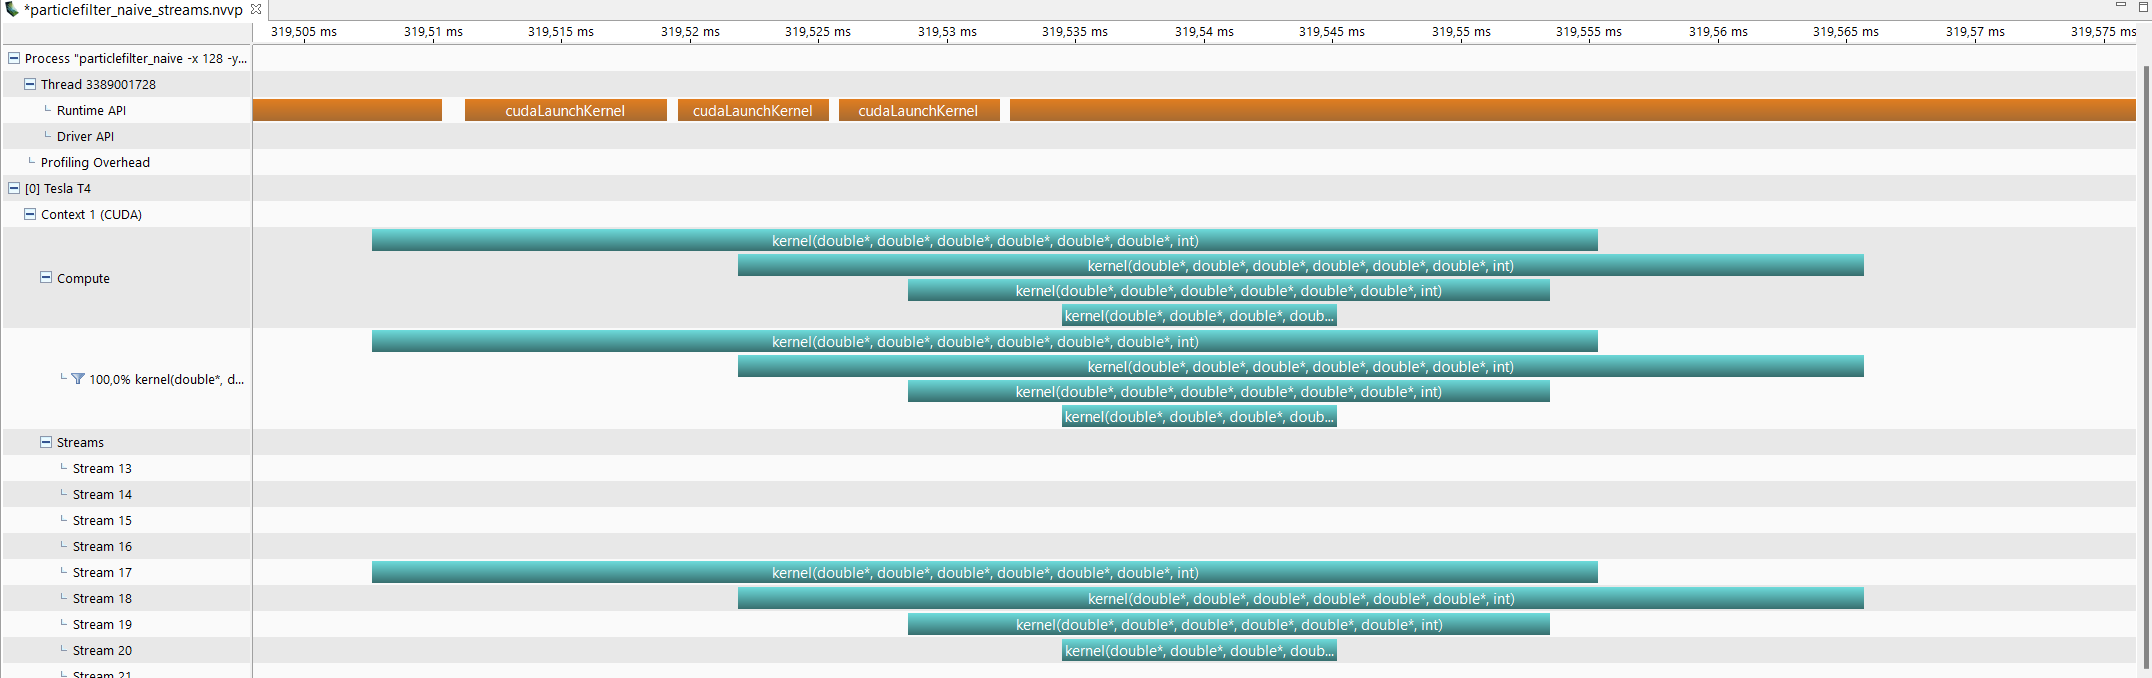 *particlefilter_naive_streams.nvvp
319,505 ms 319,51 ms 319,515 ms 319,52 ms 319,525 ms 319,53 ms 319,535 ms 319,54 ms 319,545 ms 319,55 ms 319,555 ms 319,56 ms 319,565 ms 319,57 ms 319,575 ms
Process "particlefilter_naive -x 128 -y...
Thread 3389001728
Runtime API cudaLaunchKernel cudaLaunchKernel cudaLaunchKernel
Driver API
Profiling Overhead
[0] Tesla T4
Context 1 (CUDA)
kernel(double*, double*, double*, double*, double*, double*, int)
kernel(double*, double*, double*, double*, double*, double*, int)
Compute
kernel(double*, double*, double*, double*, double*, double*, int)
kernel(double*, double*, double*, doub...
kernel(double*, double*, double*, double*, double*, double*, int)
kernel(double*, double*, double*, double*, double*, double*, int)
100,0% kernel(double*, d...
kernel(double*, double*, double*, double*, double*, double*, int)
kernel(double*, double*, double*, doub...
Streams
Stream 13
Stream 14
Stream 15
Stream 16
Stream 17 kernel(double*, double*, double*, double*, double*, double*, int)
Stream 18 kernel(double*, double*, double*, double*, double*, double*, int)
Stream 19 kernel(double*, double*, double*, double*, double*, double*, int)
Stream 20 kernel(double*, double*, double*, doub...
Stream 21